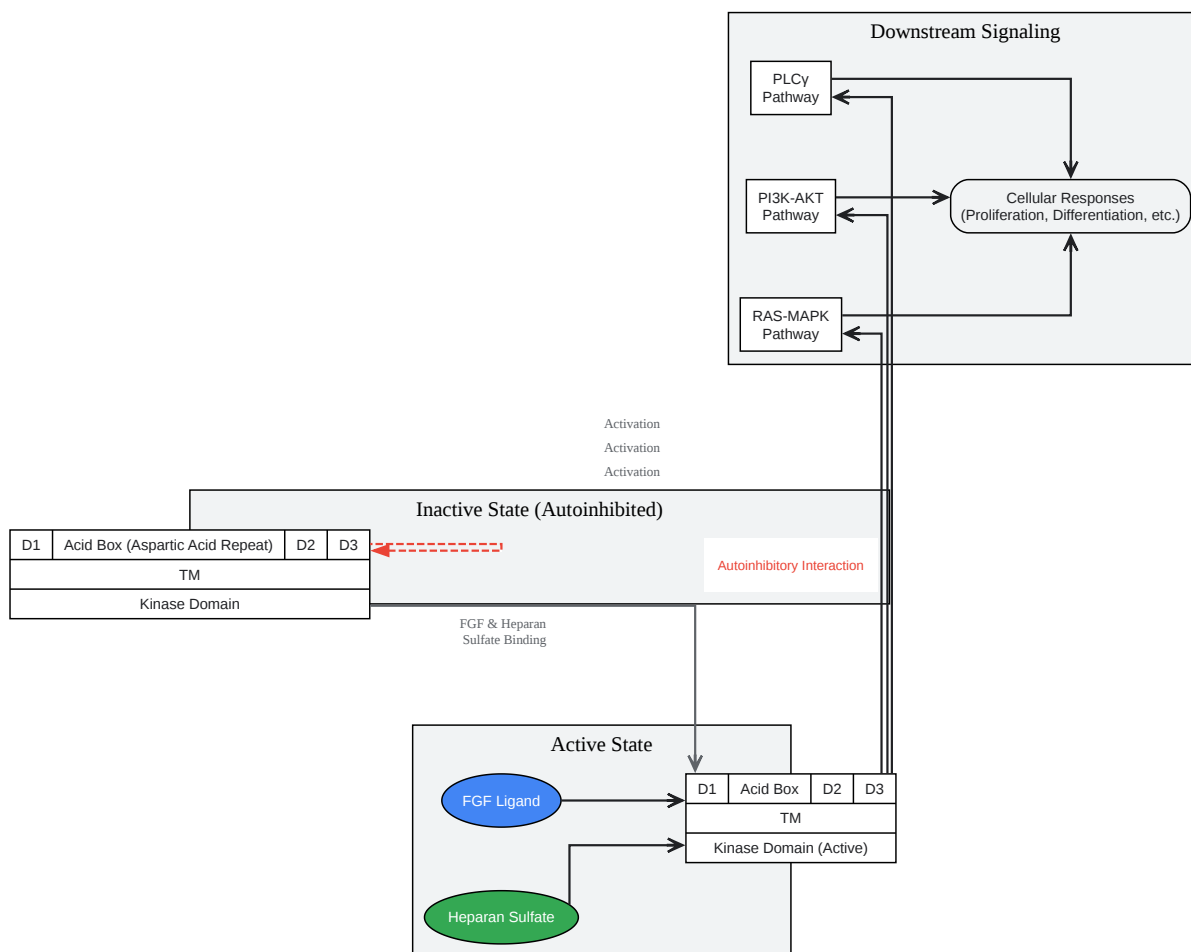 Downstream Signaling
PLCγ
Pathway
PI3K-AKT
Pathway
Cellular Responses
(Proliferation, Differentiation, etc.)
RAS-MAPK
Pathway
Activation
Activation
Activation
Inactive State (Autoinhibited)
D1 Acid Box (Aspartic Acid Repeat) D2 D3
TM
Kinase Domain
Autoinhibitory Interaction
FGF & Heparan
Sulfate Binding
Active State
FGF Ligand
D1 Acid Box D2 D3
TM
Kinase Domain (Active)
Heparan Sulfate